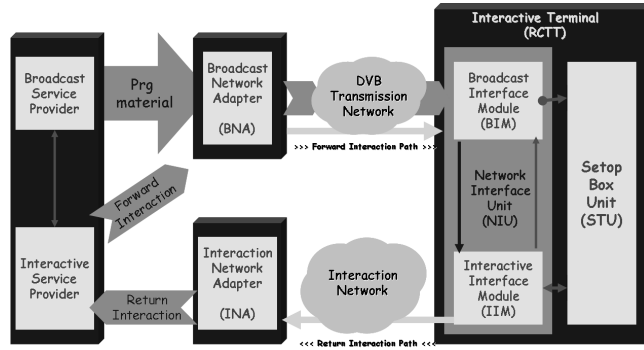 Interactive Terminal
(RCTT)
Broadcast
Service
Provider
Prg
material
Broadcast
Network
Adapter
(BNA)
DVB
Transmission
Network
>>> Forward Interaction Path >>>
Broadcast
Interface
Module
(BIM)
Setop
Box
Unit
(STU)
Network
Interface
Unit
(NIU)
Forward
Interaction
Interactive
Service
Provider
Return
Interaction
Interaction
Network
Adapter
(INA)
Interaction
Network
<<< Return Interaction Path <<<
Interactive
Interface
Module
(IIM)